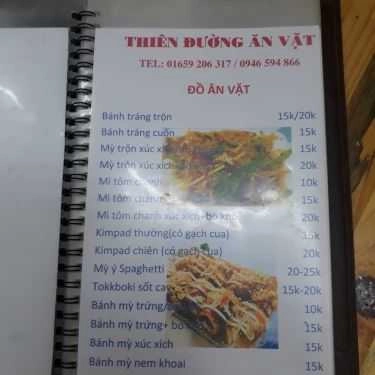 THIÊN ĐƯỜNG ĂN VẶT
TEL: 01659 206 317 / 0946 594 866
ĐỒ ĂN VẶT
Bánh tráng trộn 15k/20k
Bánh tráng cuốn 15k
Mỳ trộn xúc 15k
Mỳ trộn xúc xích 20k
Mì tôm chanh 10k
Mì tôm chanh 15k
Mì tôm chanh xúc xích+bò khô 20k
Kimpad thường(có gạch cua) 15k
Kimpad chiên (có gạch cua) 20k
Mỳ ý Spaghetti 20-25k
Tokkboki sốt cay 15k-20k
Bánh mỳ trứng/ 10k
Bánh mỳ trứng+ bò 15k
Bánh mỳ xúc xích 15k
Bánh mỳ nem khoai 15k